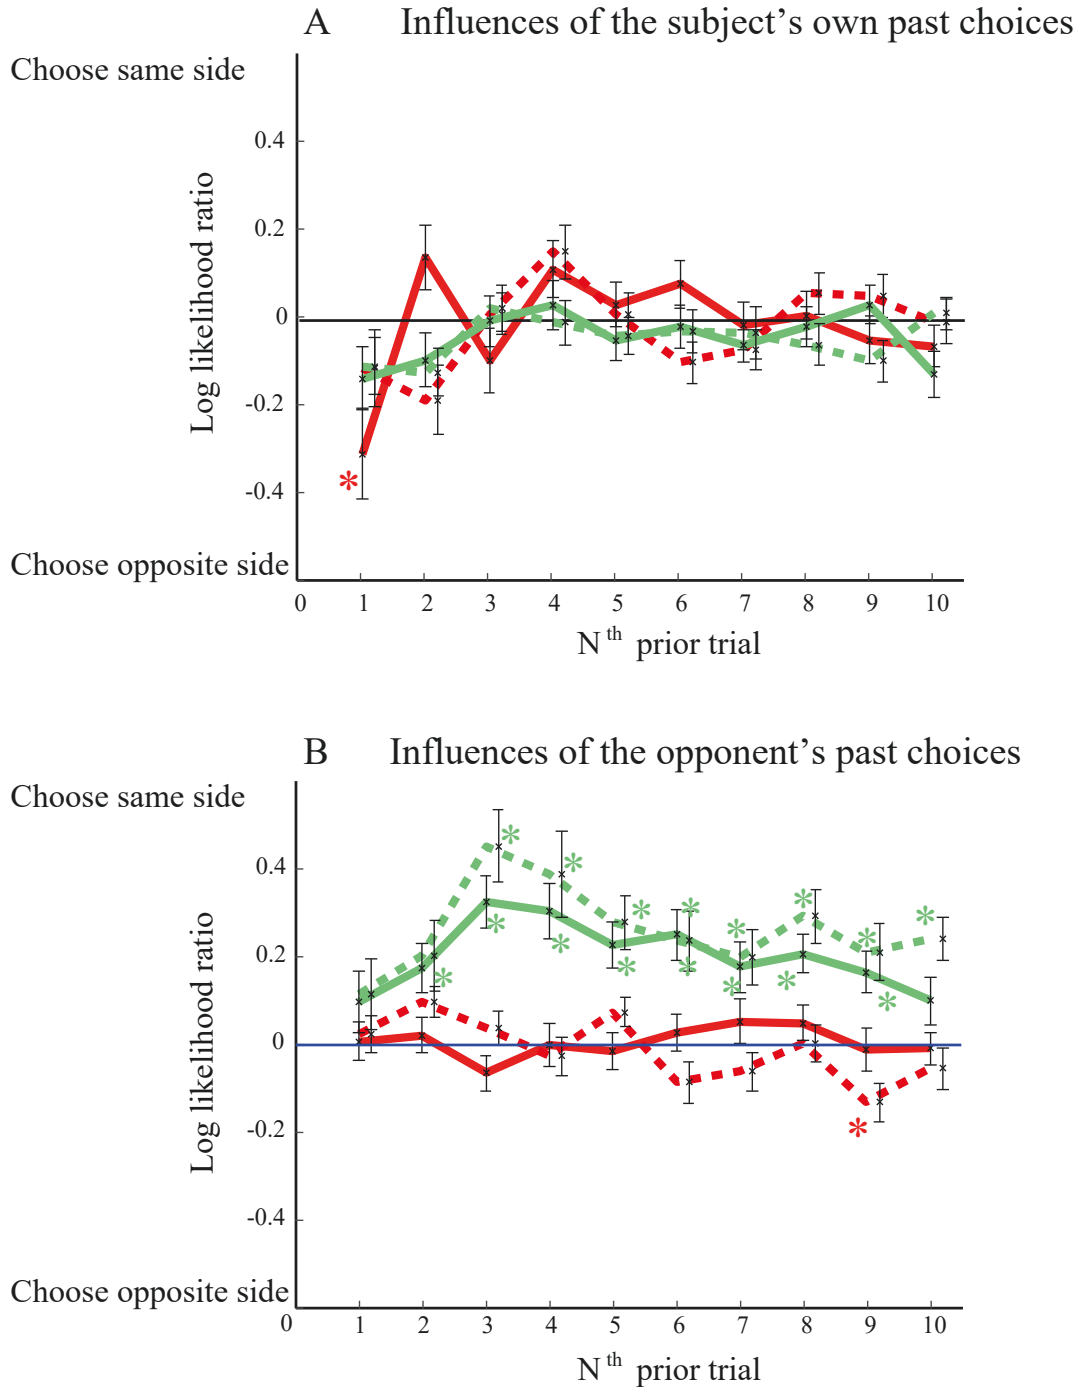 A Influences of the subject's own past choices
Choose same side
0.4
0.2
0
-0.2
-0.4
Log likelihood ratio
*
Choose opposite side
0 1 2 3 4 5 6 7 8 9 10
Nth prior trial
B Influences of the opponent's past choices
Choose same side
0.4
0.2
0
-0.2
-0.4
Log likelihood ratio
* * * * * * * * * * * * * * * * *
*
Choose opposite side
0 1 2 3 4 5 6 7 8 9 10
Nth prior trial